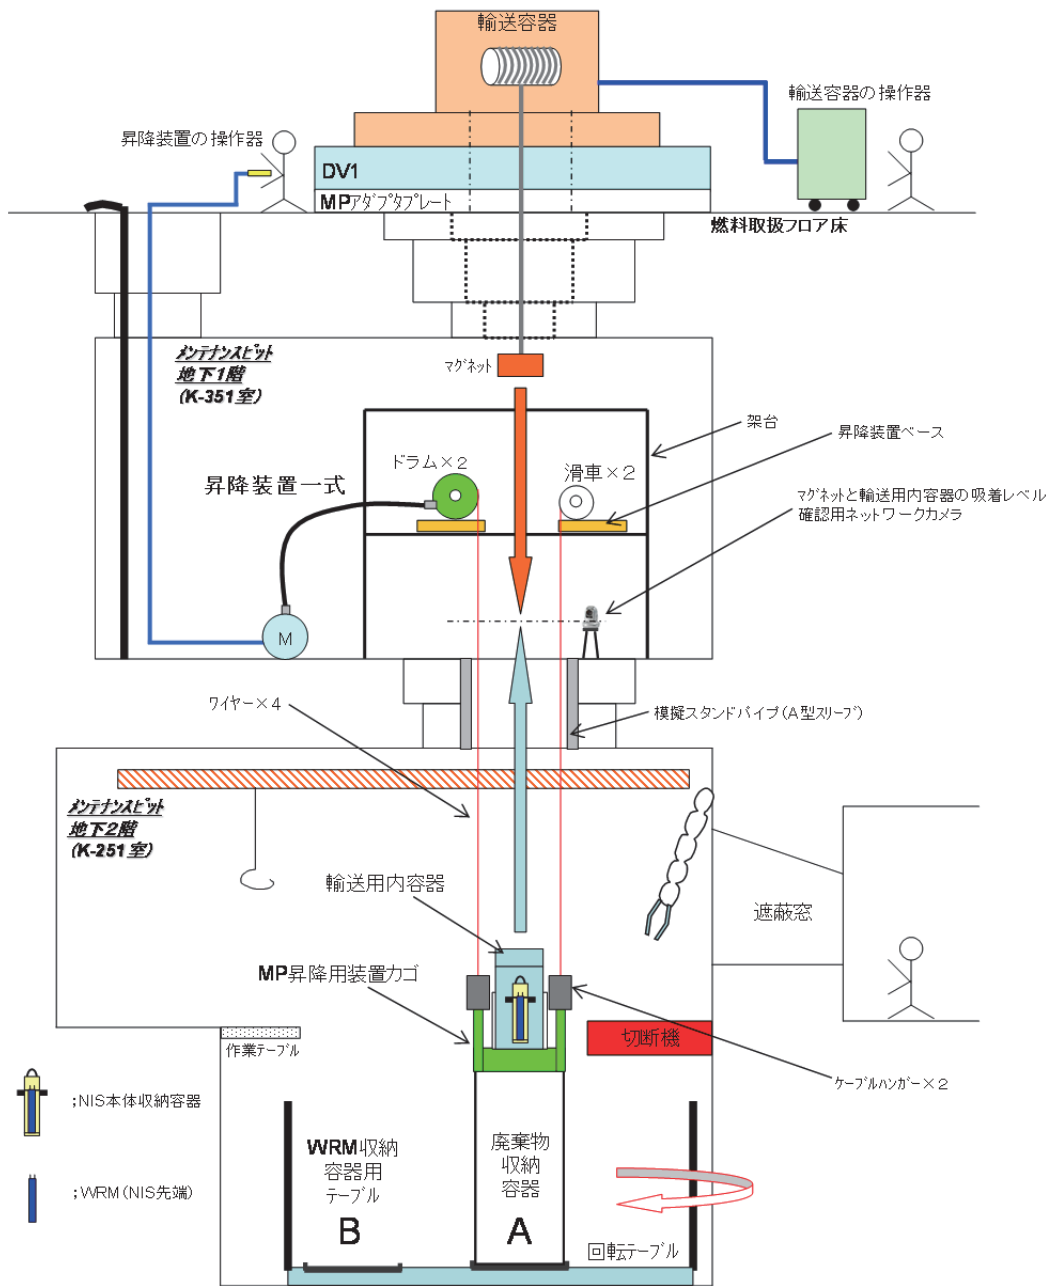 輸送容器
輸送容器の操作器
昇降装置の操作器
DV1
MPアダプタプレート
燃料取扱フロア床
メンテナンスピット
地下1階
(K-351室)
マグネット
架台
昇降装置ベース
ドラム×2
滑車×2
昇降装置一式
マグネットと輸送用内容器の吸着レベル
確認用ネットワークカメラ
M
ワイヤー×4
模擬スタンドパイプ(A型スリーブ)
メンテナンスピット
地下2階
(K-251室)
輸送用内容器
遮蔽窓
MP昇降用装置カゴ
切断機
作業テーブル
ケーブルハンガー×2
;NIS本体収納容器
WRM収納
容器用
テーブル
B
廃棄物
収納
容器
A
;WRM(NIS先端)
回転テーブル